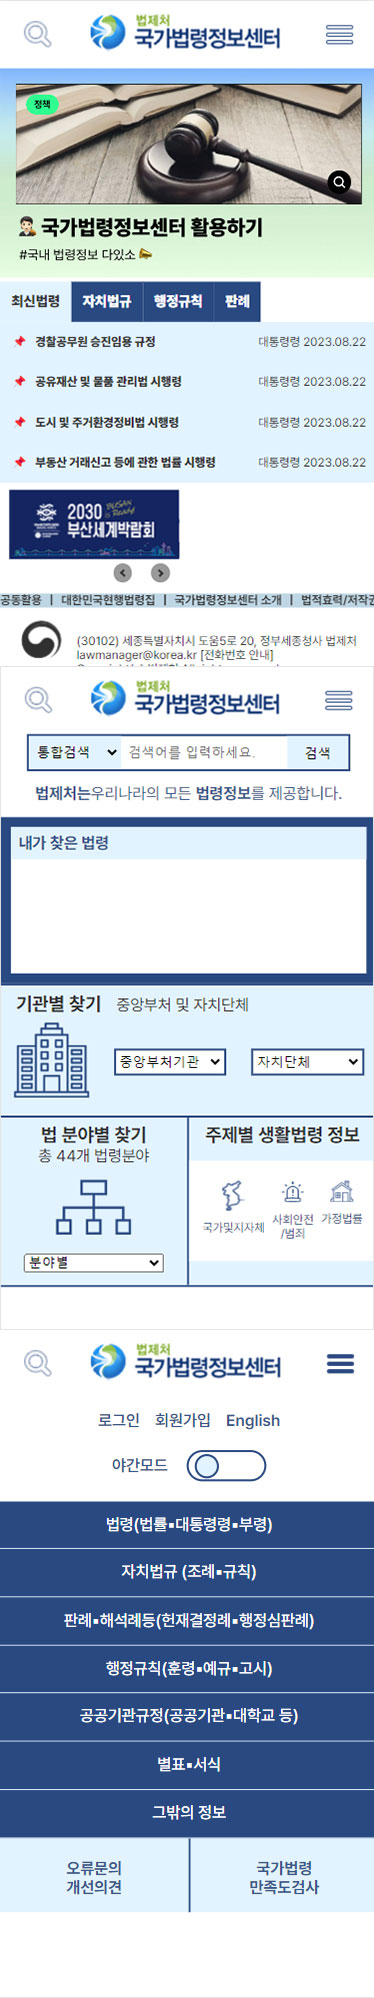 법제처
국가법령정보센터
정책
국가법령정보센터 활용하기
#국내 법령정보 다있소
최신법령 자치법규 행정규칙 판례
경찰공무원 승진임용 규정 대통령령 2023.08.22
공유재산 및 물품 관리법 시행령 대통령령 2023.08.22
도시 및 주거환경정비법 시행령 대통령령 2023.08.22
부동산 거래신고 등에 관한 법률 시행령 대통령령 2023.08.22
2030 BUSAN is Ready!
부산세계박람회
공동활용 | 대한민국현행법령집 | 국가법령정보센터 소개 | 법적효력/저작권
(30102) 세종특별자치시 도움5로 20, 정부세종청사 법제처
lawmanager@korea.kr [전화번호 안내]
법제처
국가법령정보센터
통합검색 검색어를 입력하세요. 검색
법제처는우리나라의 모든 법령정보를 제공합니다.
내가 찾은 법령
기관별 찾기 중앙부처 및 자치단체
중앙부처기관 자치단체
법 분야별 찾기
총 44개 법령분야
분야별
주제별 생활법령 정보
국가및지자체 사회안전 가정법률
/범죄
법제처
국가법령정보센터
로그인 회원가입 English
야간모드
법령(법률▪대통령령▪부령)
자치법규 (조례▪규칙)
판례▪해석례등(헌재결정례▪행정심판례)
행정규칙(훈령▪예규▪고시)
공공기관규정(공공기관▪대학교 등)
별표▪서식
그밖의 정보
오류문의
개선의견
국가법령
만족도검사